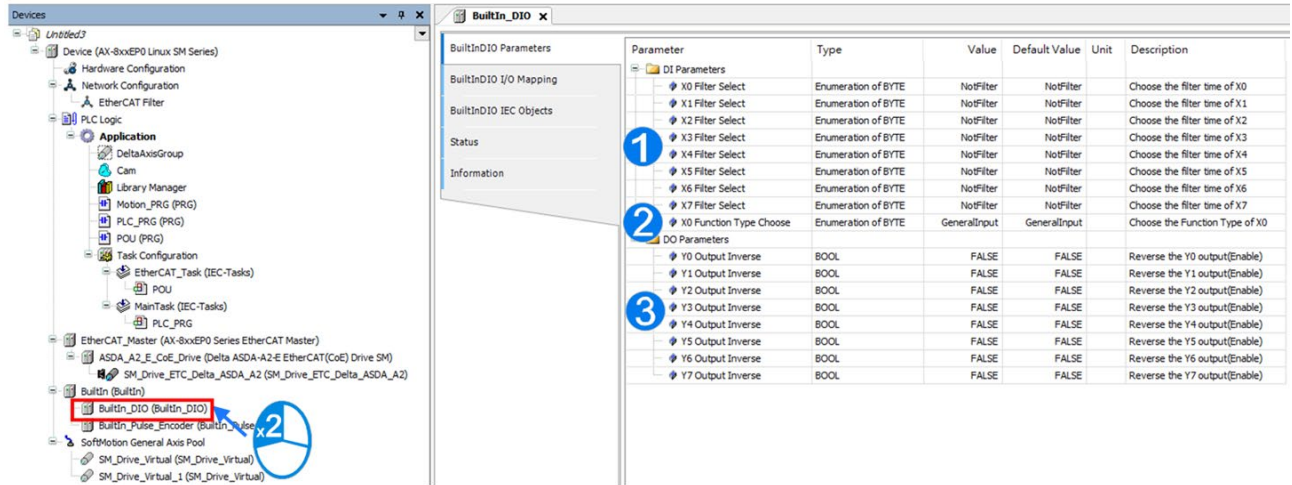 Devices
Untitled3
Device (AX-8xxEP0 Linux SM Series)
Hardware Configuration
Network Configuration
EtherCAT Filter
PLC Logic
Application
DeltaAxisGroup
Cam
Library Manager
Motion_PRG (PRG)
PLC_PRG (PRG)
POU (PRG)
Task Configuration
EtherCAT_Task (IEC-Tasks)
POU
MainTask (IEC-Tasks)
PLC_PRG
EtherCAT_Master (AX-8xxEP0 Series EtherCAT Master)
ASDA_A2_E_CoE_Drive (Delta ASDA-A2-E EtherCAT(CoE) Drive SM)
SM_Drive_ETC_Delta_ASDA_A2 (SM_Drive_ETC_Delta_ASDA_A2)
BuiltIn (BuiltIn)
BuiltIn_DIO (BuiltIn_DIO)
BuiltIn_Pulse_Encoder (BuiltIn_Pulse
x2
SoftMotion General Axis Pool
SM_Drive_Virtual (SM_Drive_Virtual)
SM_Drive_Virtual_1 (SM_Drive_Virtual)
BuiltIn_DIO
BuiltInDIO Parameters
BuiltInDIO I/O Mapping
BuiltInDIO IEC Objects
Status
Information
Parameter Type Value Default Value Unit Description
DI Parameters
X0 Filter Select Enumeration of BYTE NotFilter NotFilter Choose the filter time of X0
X1 Filter Select Enumeration of BYTE NotFilter NotFilter Choose the filter time of X1
X2 Filter Select Enumeration of BYTE NotFilter NotFilter Choose the filter time of X2
X3 Filter Select Enumeration of BYTE NotFilter NotFilter Choose the filter time of X3
1
X4 Filter Select Enumeration of BYTE NotFilter NotFilter Choose the filter time of X4
X5 Filter Select Enumeration of BYTE NotFilter NotFilter Choose the filter time of X5
X6 Filter Select Enumeration of BYTE NotFilter NotFilter Choose the filter time of X6
X7 Filter Select Enumeration of BYTE NotFilter NotFilter Choose the filter time of X7
2
X0 Function Type Choose Enumeration of BYTE GeneralInput GeneralInput Choose the Function Type of X0
DO Parameters
Y0 Output Inverse BOOL FALSE FALSE Reverse the Y0 output(Enable)
Y1 Output Inverse BOOL FALSE FALSE Reverse the Y1 output(Enable)
Y2 Output Inverse BOOL FALSE FALSE Reverse the Y2 output(Enable)
3
Y3 Output Inverse BOOL FALSE FALSE Reverse the Y3 output(Enable)
Y4 Output Inverse BOOL FALSE FALSE Reverse the Y4 output(Enable)
Y5 Output Inverse BOOL FALSE FALSE Reverse the Y5 output(Enable)
Y6 Output Inverse BOOL FALSE FALSE Reverse the Y6 output(Enable)
Y7 Output Inverse BOOL FALSE FALSE Reverse the Y7 output(Enable)